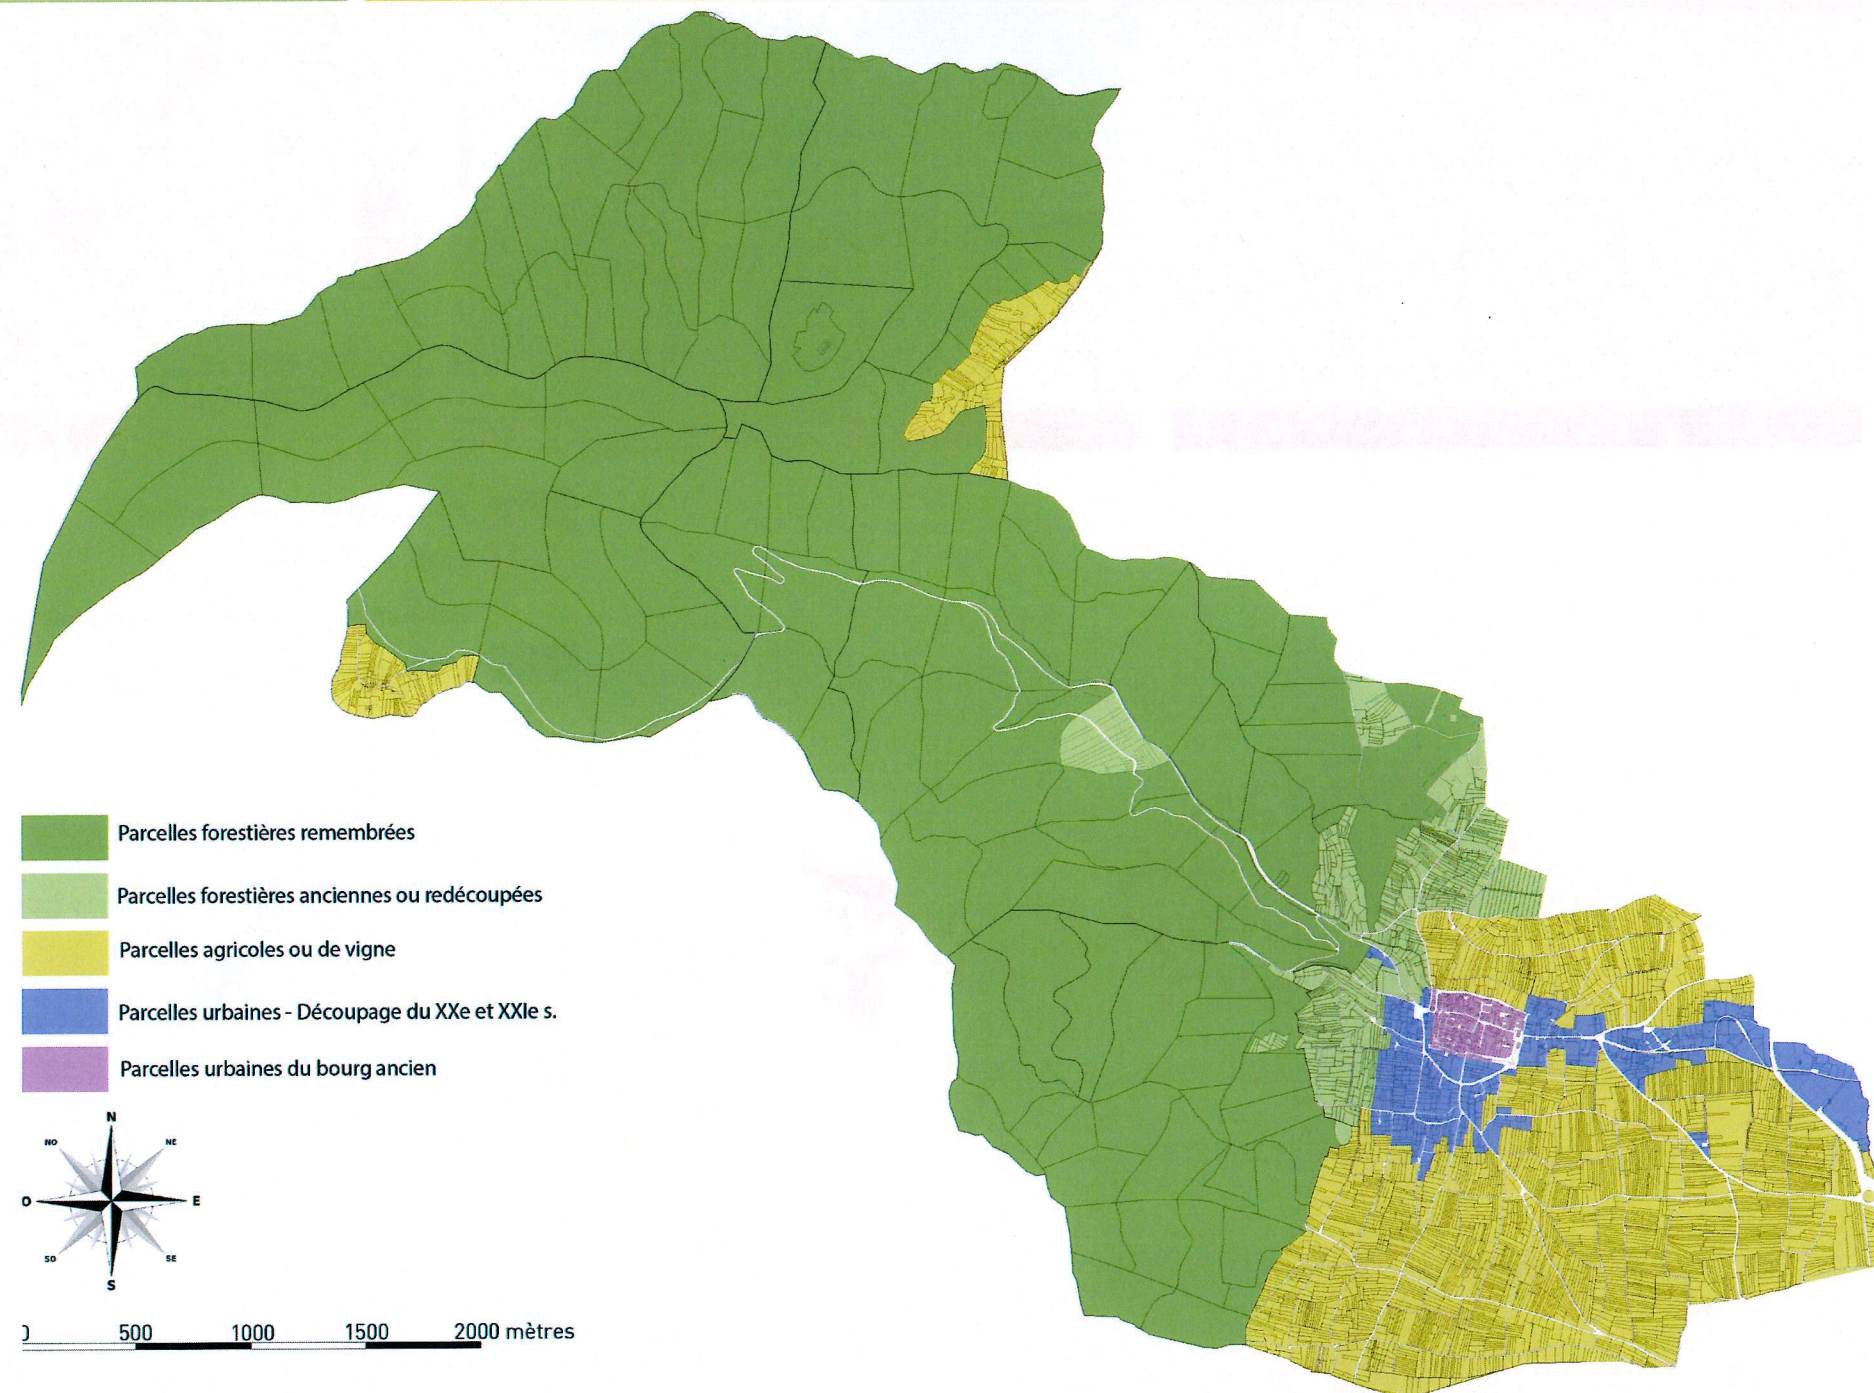 Parcelles forestières remembrées
Parcelles forestières anciennes ou redécoupées
Parcelles agricoles ou de vigne
Parcelles urbaines - Découpage du XXe et XXIe s.
Parcelles urbaines du bourg ancien
N
NO NE
O E
SO SE
S
0 500 1000 1500 2000 mètres